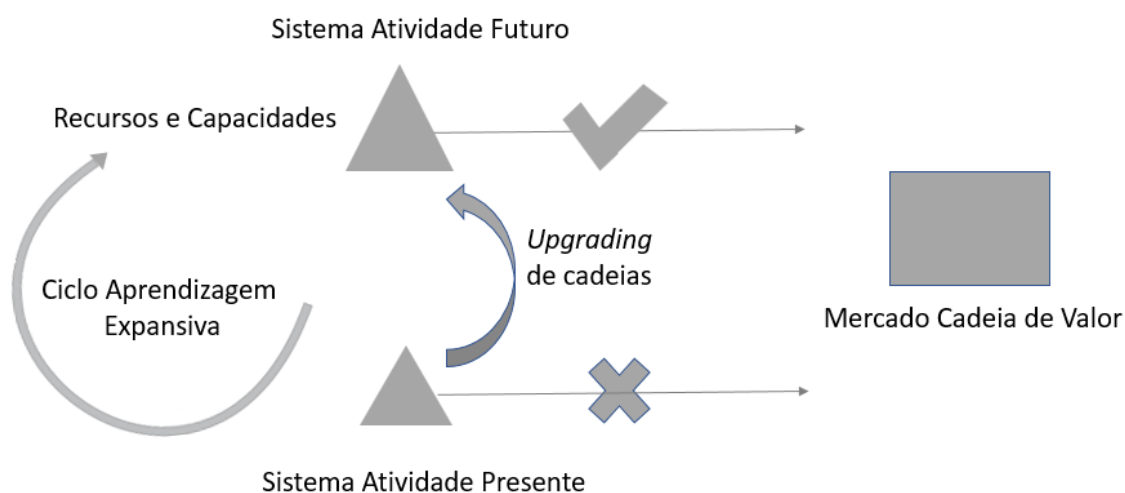 Sistema Atividade Futuro
Recursos e Capacidades
Upgrading
de cadeias
Ciclo Aprendizagem
Expansiva
Mercado Cadeia de Valor
Sistema Atividade Presente